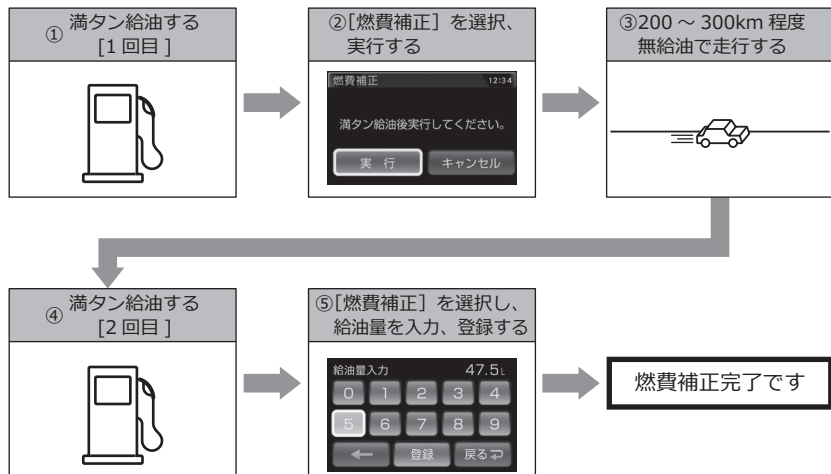 ① 満タン給油する
[1回目]
②[燃費補正]を選択、
実行する
燃費補正 12:34
満タン給油後実行してください。
実 行 キャンセル
③200 ～ 300km 程度
無給油で走行する
④ 満タン給油する
[2回目]
⑤[燃費補正]を選択し、
給油量を入力、登録する
給油量入力 47.5L
0 1 2 3 4
5 6 7 8 9
← 登録 戻る⮌
燃費補正完了です